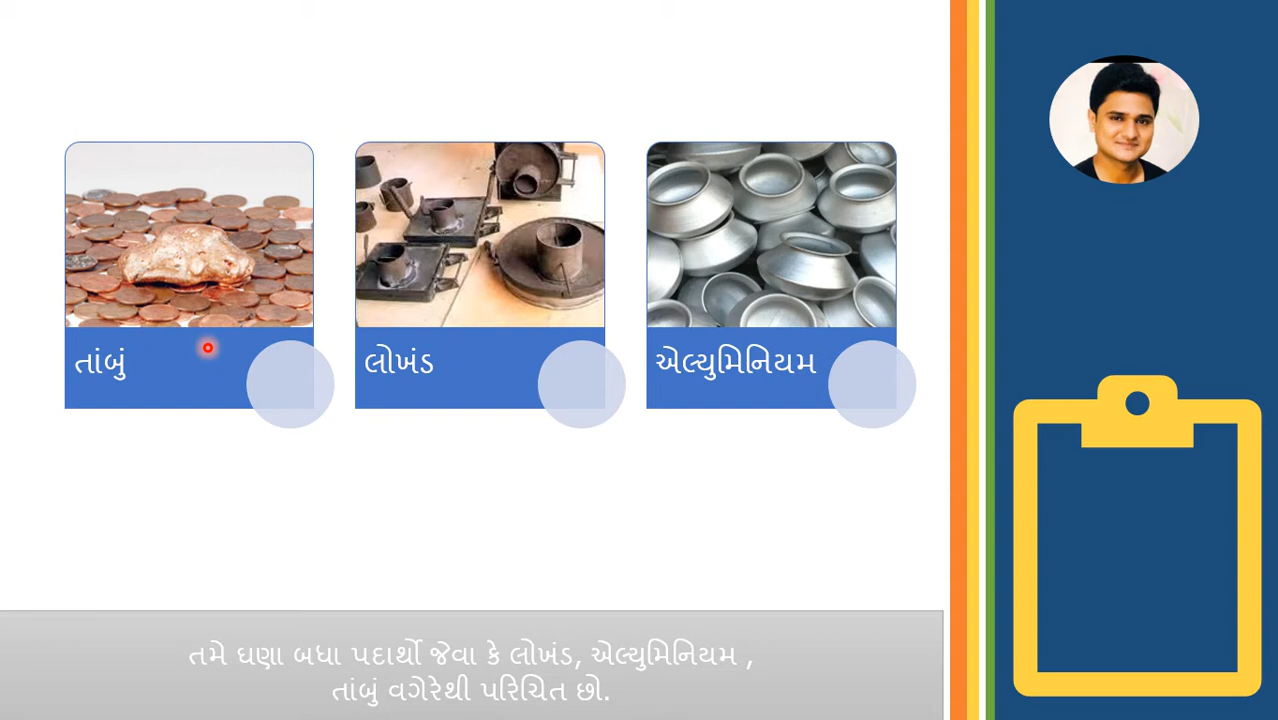 તાંબું
લોખંડ
એલ્યુમિનિયમ
તમે ઘણા બધા પદાર્થો જેવા કે લોખંડ, એલ્યુમિનિયમ ,
તાંબું વગેરેથી પરિચિત છો.